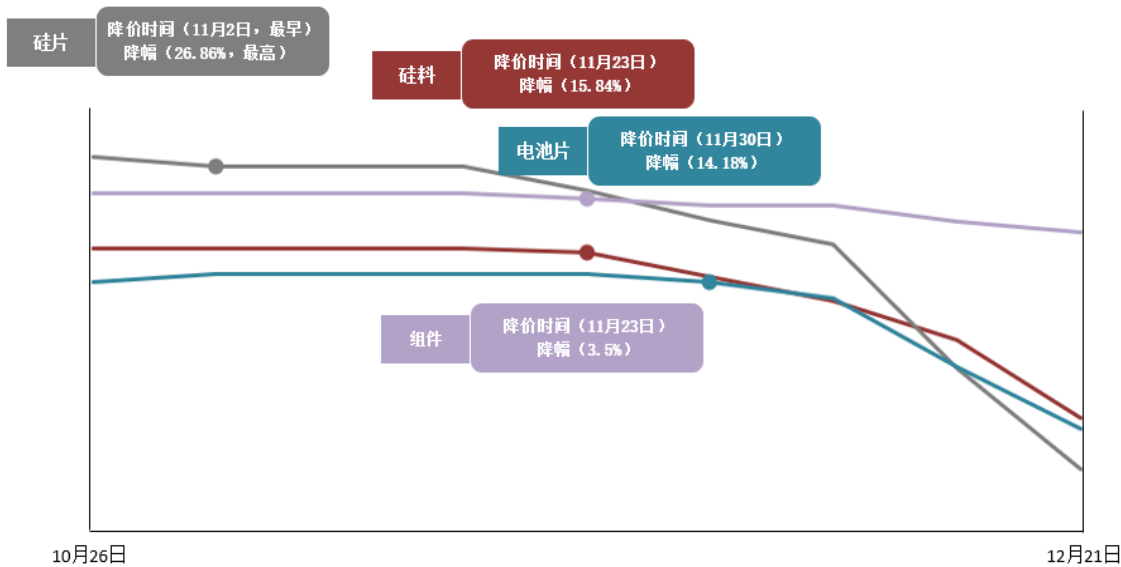 硅片
降价时间（11月2日，最早）
降幅（26.86%，最高）
硅料
降价时间（11月23日）
降幅（15.84%）
电池片
降价时间（11月30日）
降幅（14.18%）
组件
降价时间（11月23日）
降幅（3.5%）
10月26日
12月21日